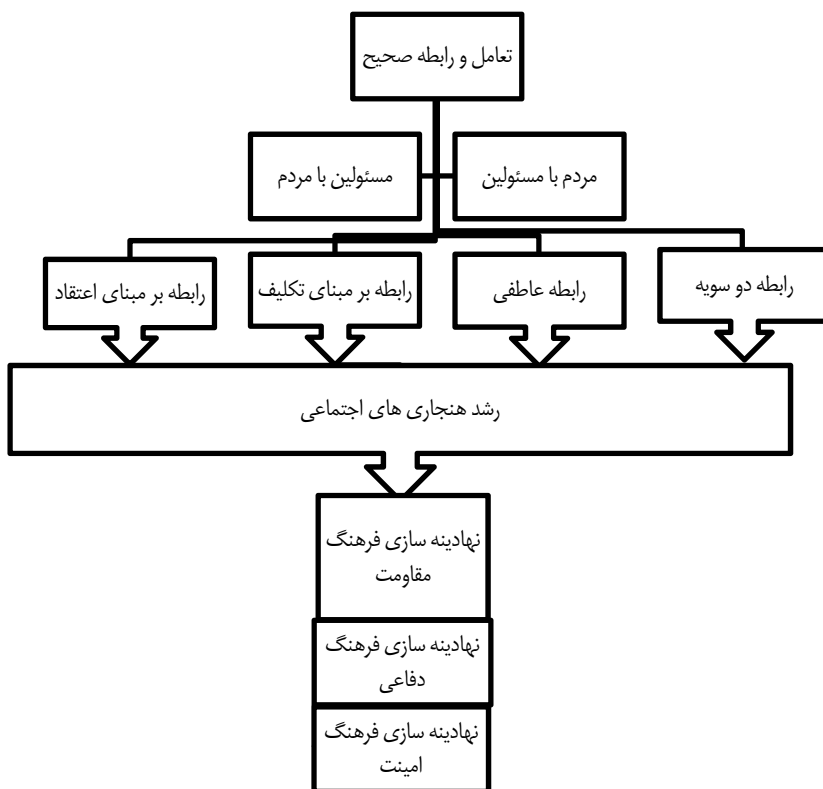 تعامل و رابطه صحیح
مردم با مسئولین
مسئولین با مردم
رابطه دو سویه
رابطه عاطفی
رابطه بر مبنای تکلیف
رابطه بر مبنای اعتقاد
رشد هنجاری های اجتماعی
نهادینه سازی فرهنگ
مقاومت
نهادینه سازی فرهنگ
دفاعی
نهادینه سازی فرهنگ
امینت